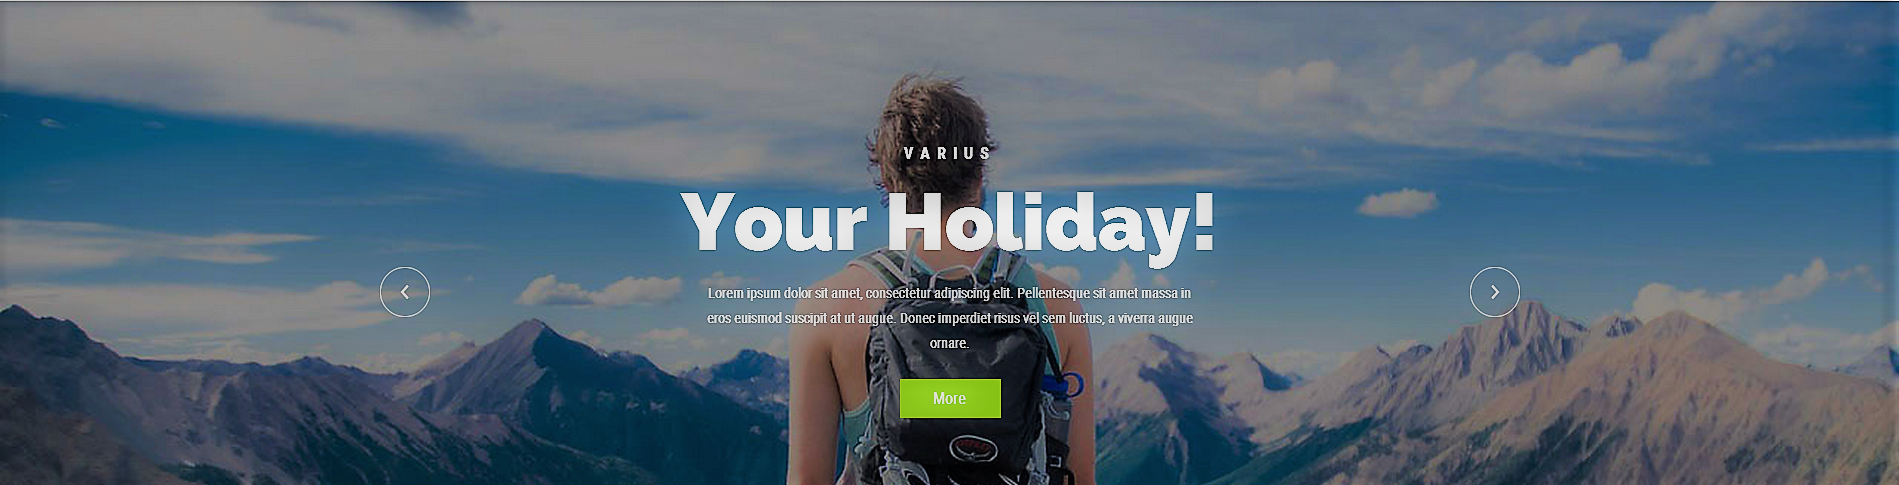 VARIUS
Your Holiday!
Lorem ipsum dolor sit amet, consectetur adipiscing elit. Pellentesque sit amet massa in
eros euismod suscipit at ut augue. Donec imperdiet risus vel sem luctus, a viverra augue
ornare.
More